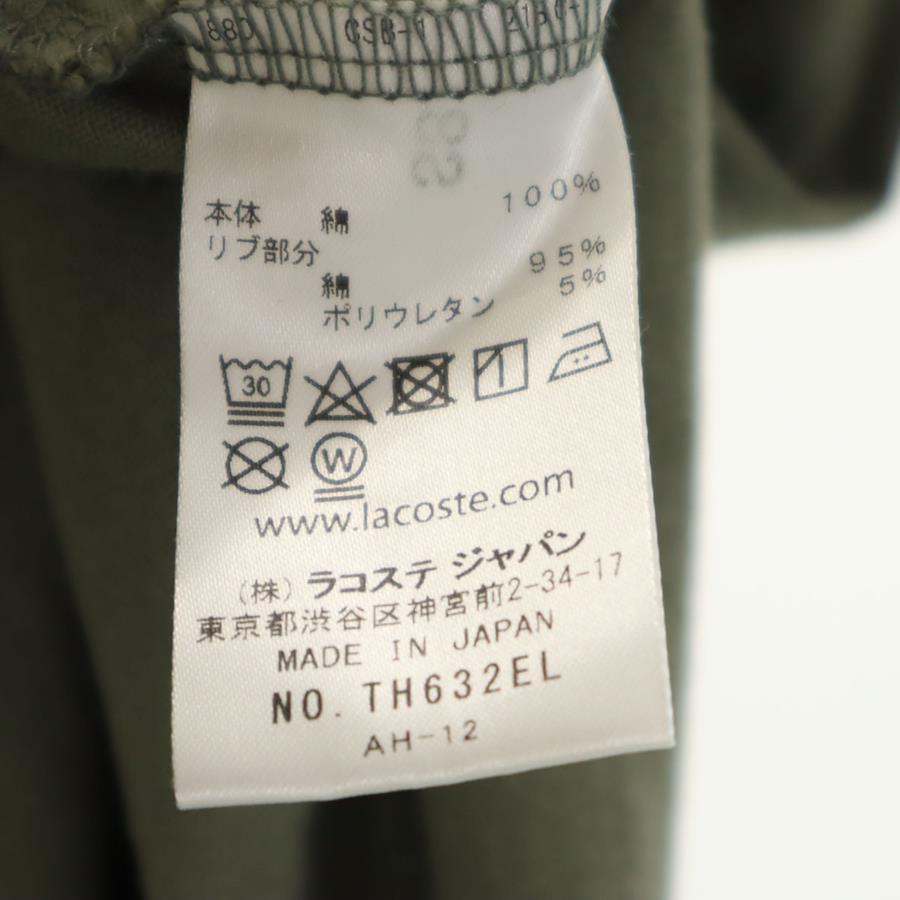 本体 綿 100%
リブ部分
綿 95%
ポリウレタン 5%
30
W
www.lacoste.com
(株) ラコステ ジャパン
東京都渋谷区神宮前2-34-17
MADE IN JAPAN
NO. TH632EL
AH-12